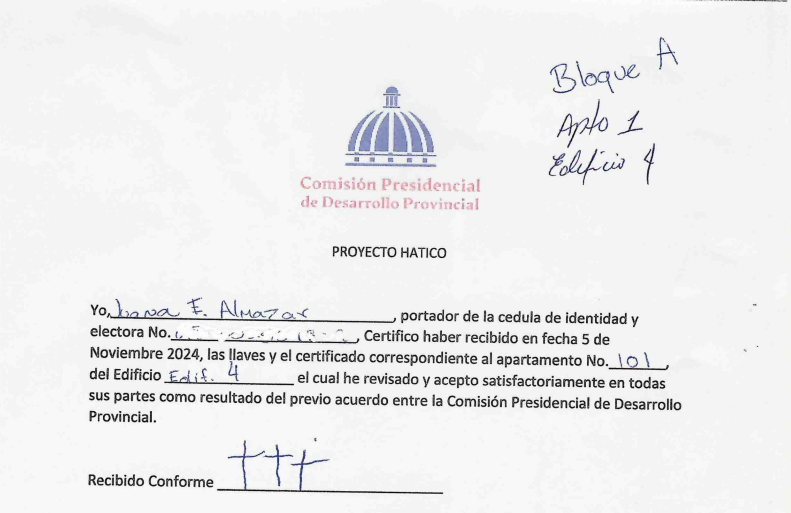 Bloque A
Apto 1
Edificio 4
Comisión Presidencial
de Desarrollo Provincial
PROYECTO HATICO
Yo, E. Almazar, portador de la cedula de identidad y
electora No. , Certifico haber recibido en fecha 5 de
Noviembre 2024, las llaves y el certificado correspondiente al apartamento No. 101,
del Edificio Edif. 4 el cual he revisado y acepto satisfactoriamente en todas
sus partes como resultado del previo acuerdo entre la Comisión Presidencial de Desarrollo
Provincial.
Recibido Conforme